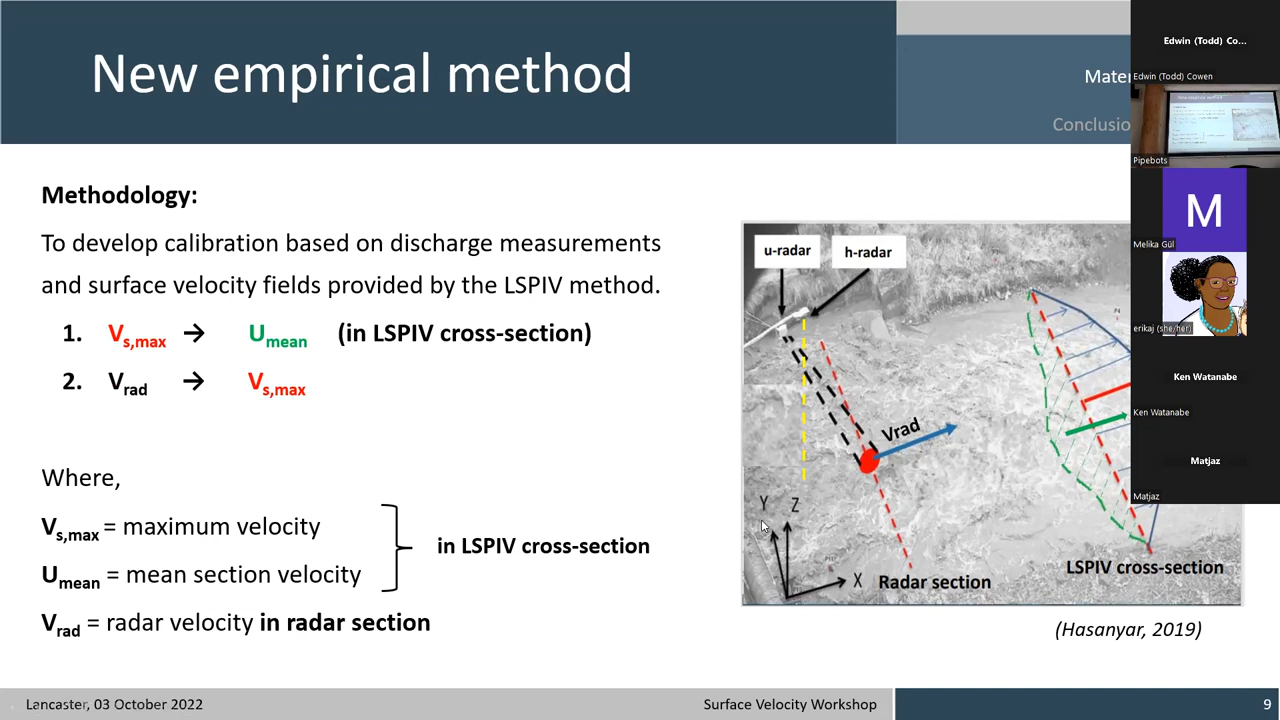 New empirical method
Mater
Conclusio
Methodology:
To develop calibration based on discharge measurements
and surface velocity fields provided by the LSPIV method.
1. Vs,max → Umean (in LSPIV cross-section)
2. Vrad → Vs,max
Where,
Vs,max = maximum velocity
Umean = mean section velocity
in LSPIV cross-section
Vrad = radar velocity in radar section
u-radar
h-radar
Vrad
Y
Z
X
Radar section
LSPIV cross-section
(Hasanyar, 2019)
Edwin (Todd) Co...
Edwin (Todd) Cowen
Pipebots
M
Melika Gül
erikaj (she/her)
Ken Watanabe
Ken Watanabe
Matjaz
Matjaz
Lancaster, 03 October 2022
Surface Velocity Workshop
9